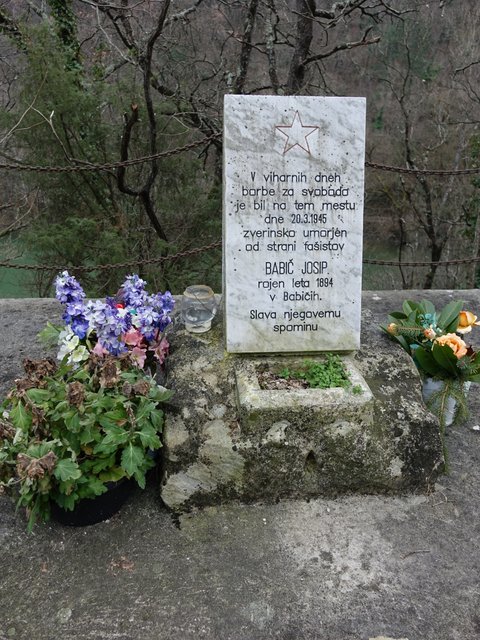 V viharnih dneh
borbe za svobodo
je bil na tem mestu
dne 20.3.1945
zverinsko umorjen
od strani fašistov
BABIČ JOSIP
rojen leta 1894
v Babičih.
Slava njegovemu
spominu